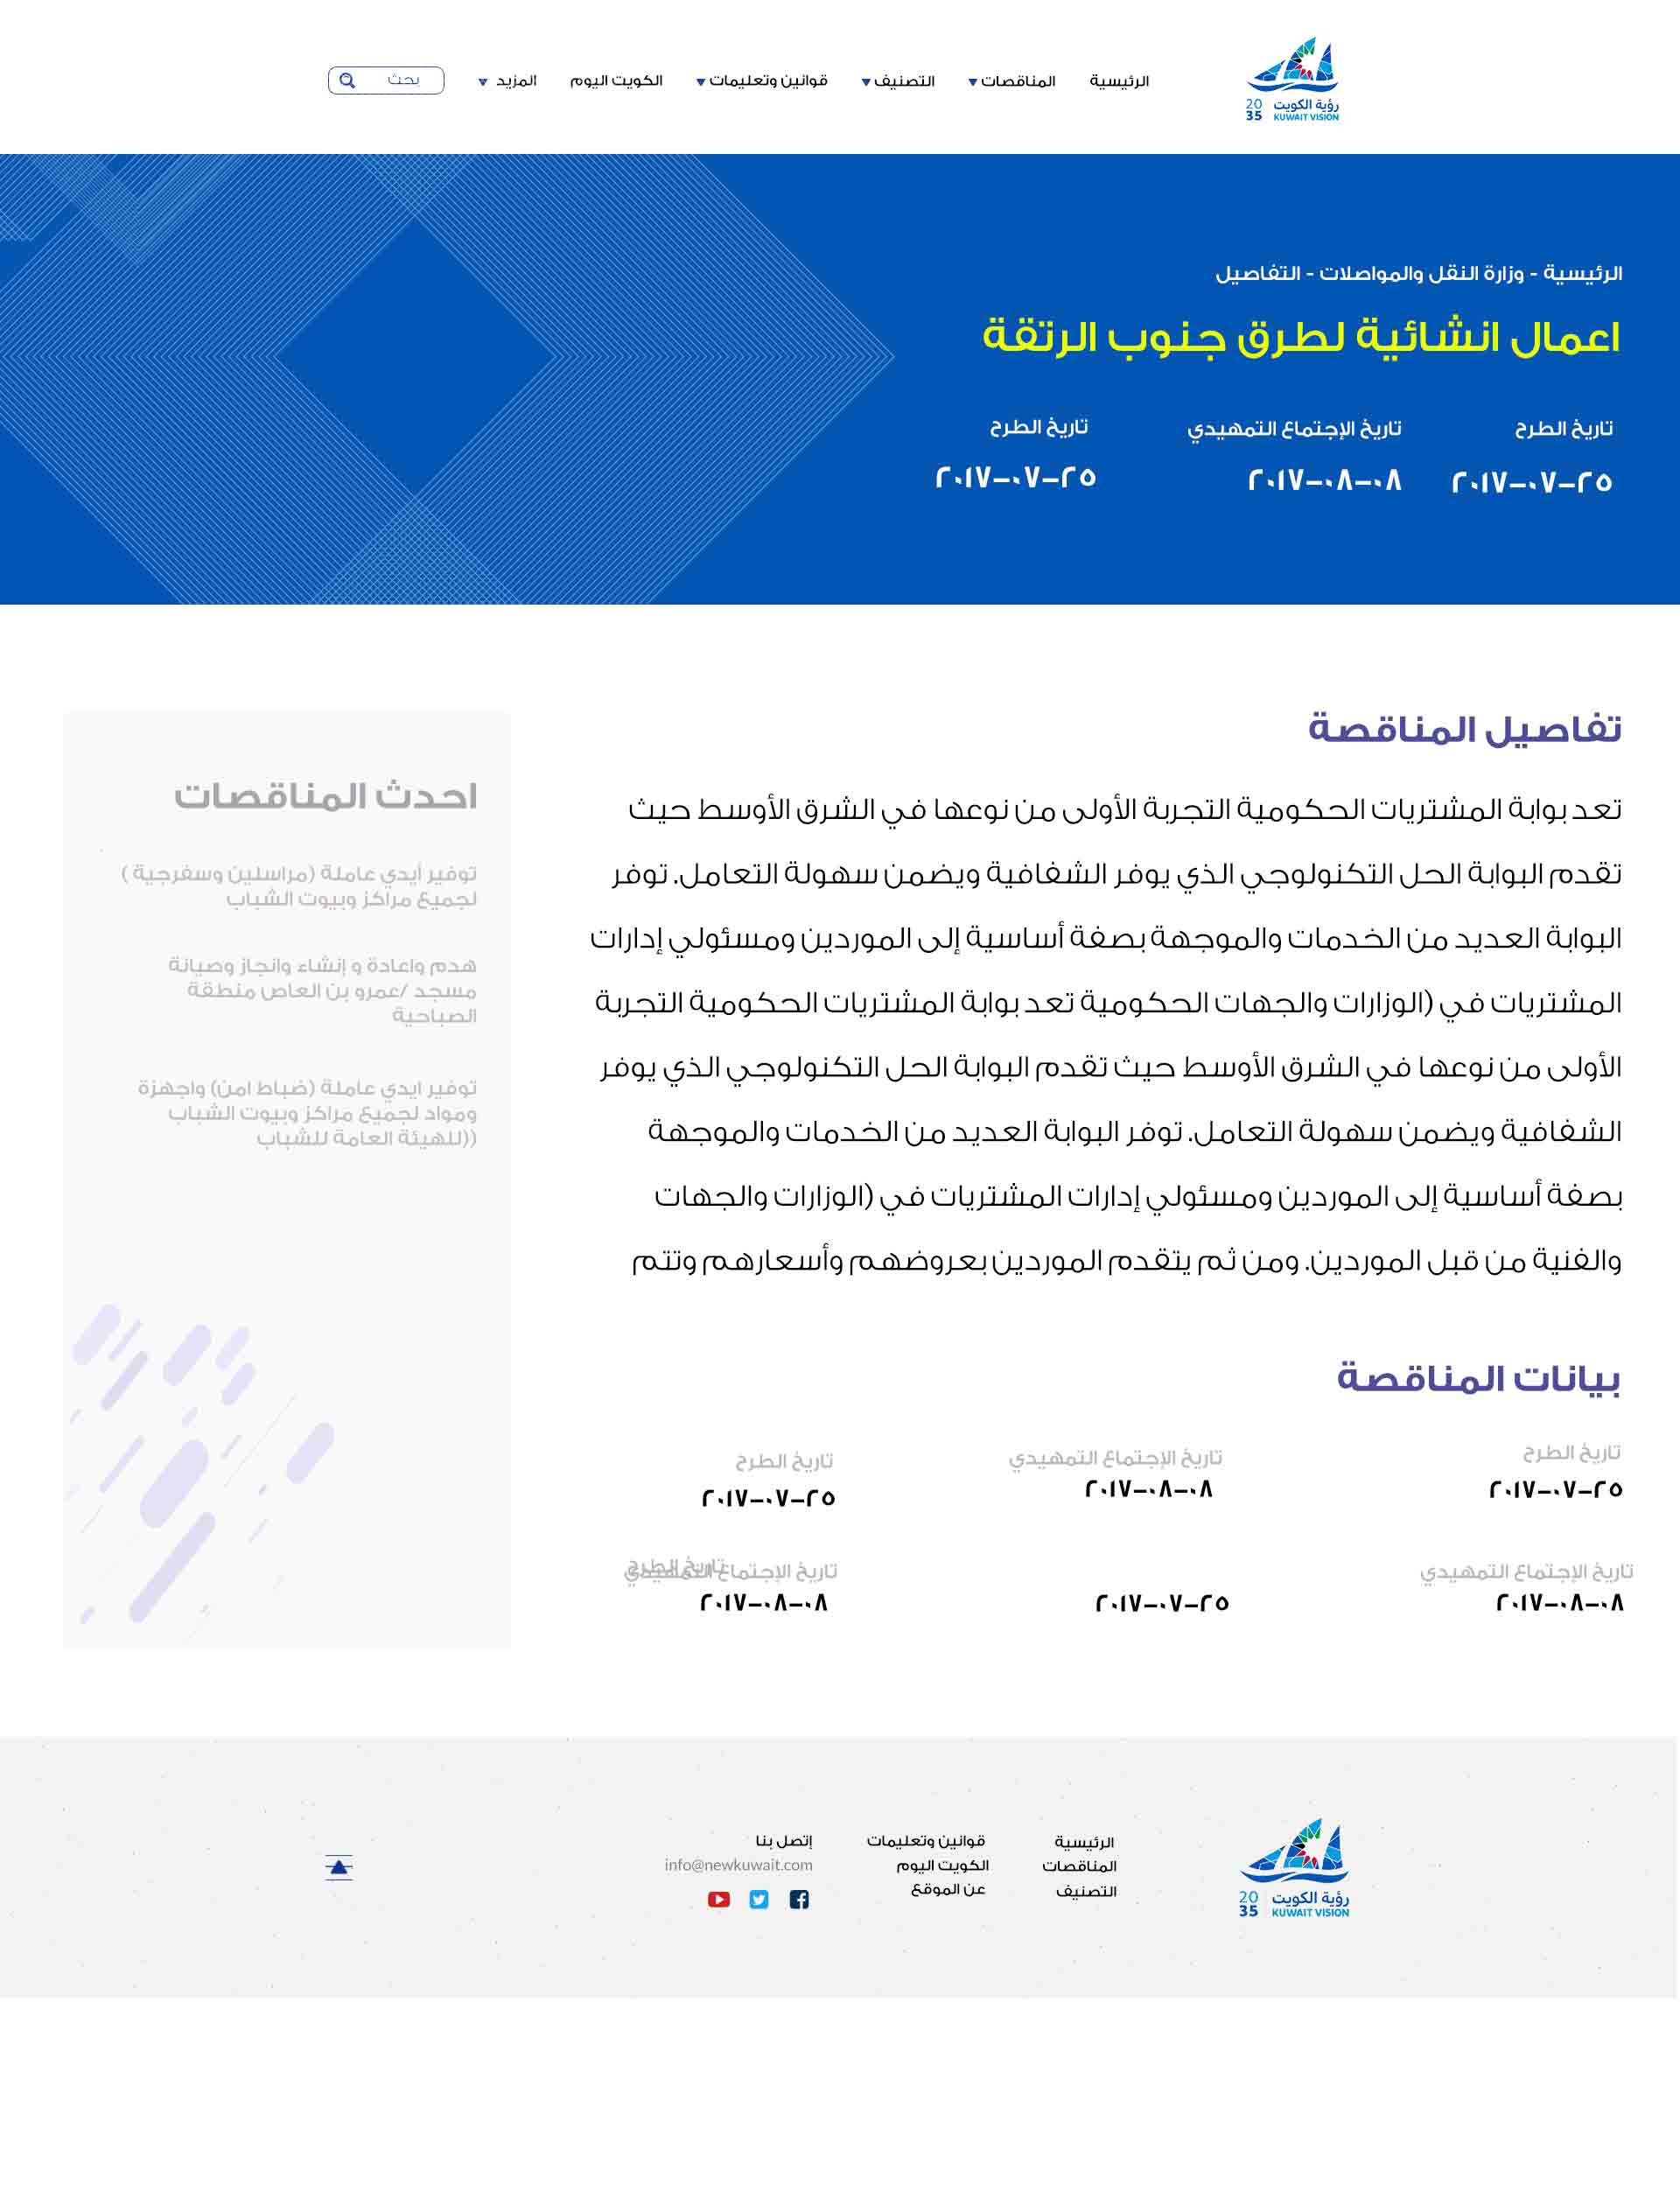 رؤية الكويت
20
35
KUWAIT VISION
الرئيسية
المناقصات
التصنيف
قوانين وتعليمات
الكويت اليوم
المزيد
بحث
الرئيسية - وزارة النقل والمواصلات - التفاصيل
اعمال انشائية لطرق جنوب الرتقة
تاريخ الطرح
تاريخ الإجتماع التمهيدي
تاريخ الطرح
٢٠١٧-٠٧-٢٥
٢٠١٧-٠٨-٠٨
٢٠١٧-٠٧-٢٥
تفاصيل المناقصة
تعد بوابة المشتريات الحكومية التجربة الأولى من نوعها في الشرق الأوسط حيث
تقدم البوابة الحل التكنولوجي الذي يوفر الشفافية ويضمن سهولة التعامل. توفر
البوابة العديد من الخدمات والموجهة بصفة أساسية إلى الموردين ومسئولي إدارات
المشتريات في (الوزارات والجهات الحكومية تعد بوابة المشتريات الحكومية التجربة
الأولى من نوعها في الشرق الأوسط حيث تقدم البوابة الحل التكنولوجي الذي يوفر
الشفافية ويضمن سهولة التعامل. توفر البوابة العديد من الخدمات والموجهة
بصفة أساسية إلى الموردين ومسئولي إدارات المشتريات في (الوزارات والجهات
والفنية من قبل الموردين. ومن ثم يتقدم الموردين بعروضهم وأسعارهم وتتم
احدث المناقصات
توفير أيدي عاملة (مراسلين وسفرجية )
لجميع مراكز وبيوت الشباب
هدم واعادة و إنشاء وانجاز وصيانة
مسجد /عمرو بن العاص منطقة
الصباحية
توفير ايدي عاملة (ضباط امن) واجهزة
ومواد لجميع مراكز وبيوت الشباب
((للهيئة العامة للشباب
بيانات المناقصة
تاريخ الطرح
٢٠١٧-٠٧-٢٥
تاريخ الإجتماع التمهيدي
٢٠١٧-٠٨-٠٨
تاريخ الطرح
٢٠١٧-٠٧-٢٥
تاريخ الإجتماع التمهيدي
٢٠١٧-٠٨-٠٨
٢٠١٧-٠٧-٢٥
تاريخ الطرح
تاريخ الإجتماع التمهيدي
٢٠١٧-٠٨-٠٨
رؤية الكويت
20
35
KUWAIT VISION
الرئيسية
المناقصات
التصنيف
قوانين وتعليمات
الكويت اليوم
عن الموقع
إتصل بنا
info@newkuwait.com